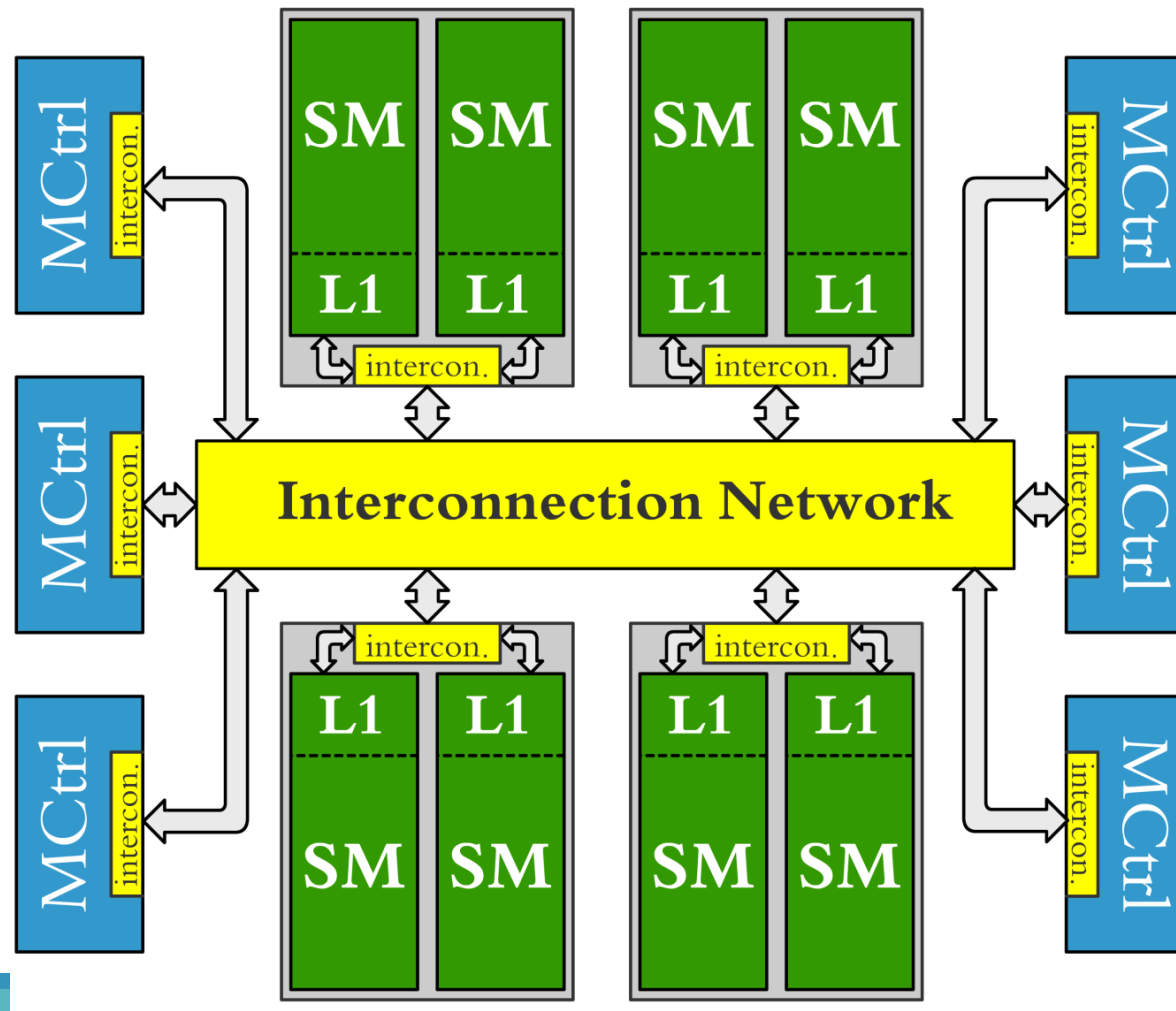 SM SM SM SM
MCtrl intercon. intercon. MCtrl
L1 L1 L1 L1
intercon. intercon.
MCtrl intercon. Interconnection Network intercon. MCtrl
intercon. intercon.
L1 L1 L1 L1
MCtrl intercon. intercon. MCtrl
SM SM SM SM